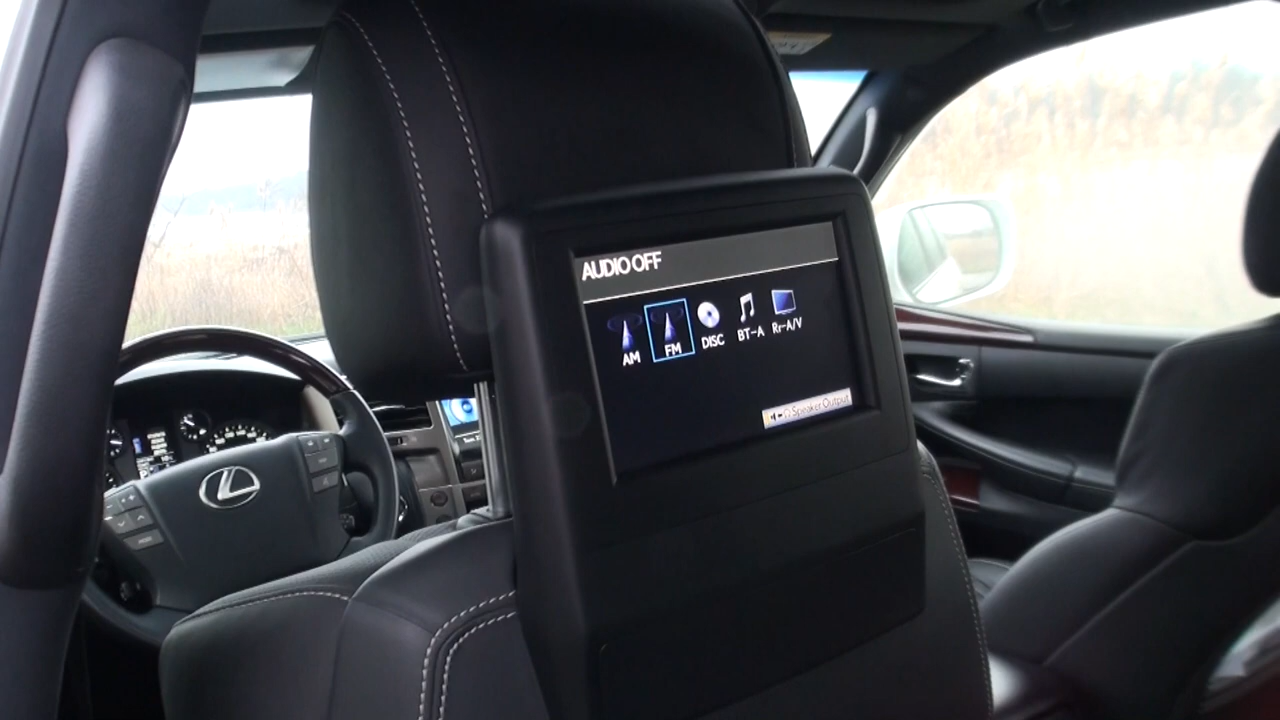 AUDIO OFF
AM
FM
DISC
BT-A
Rr-A/V
Speaker Output